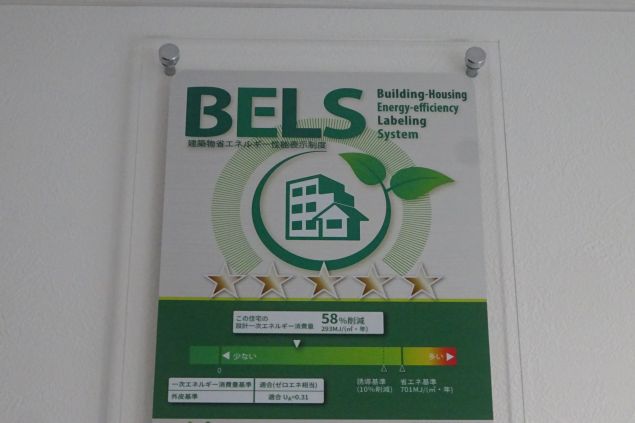 BELS
Building-Housing
Energy-efficiency
Labeling
System
建築物省エネルギー性能表示制度
この住宅の
設計一次エネルギー消費量
58%削減
293MJ/(㎡・年)
少ない
多い
0
誘導基準
(10%削減)
省エネ基準
701MJ/(㎡・年)
一次エネルギー消費量基準 適合(ゼロエネ相当)
外皮基準 適合 UA=0.31